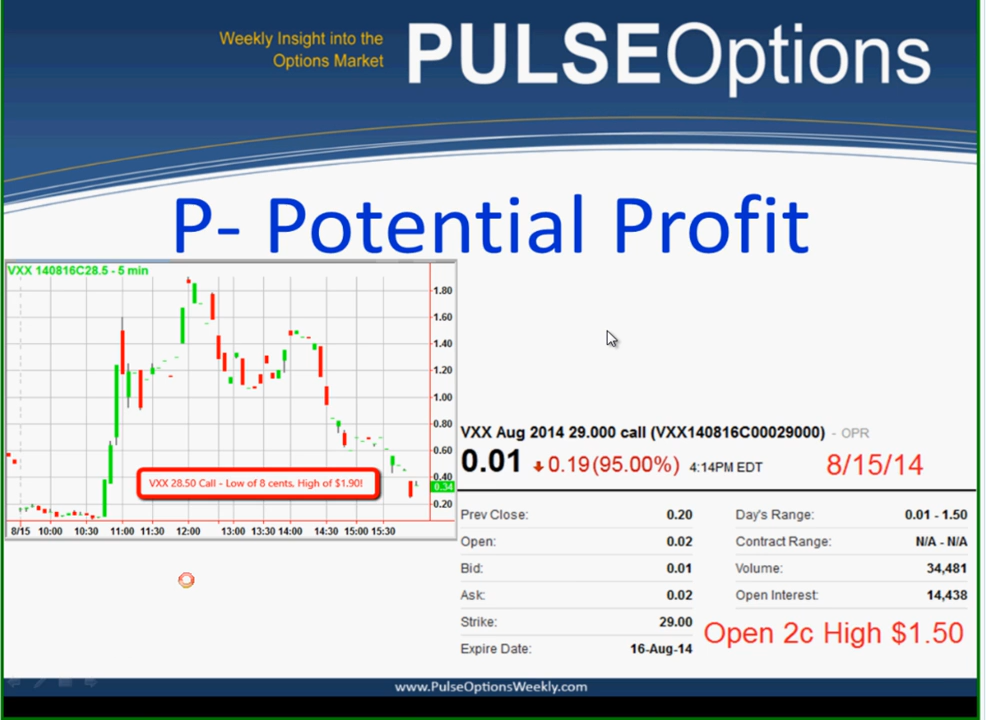 Weekly Insight into the
Options Market
PULSEOptions
P- Potential Profit
VXX 140816C28.5 - 5 min
1.80
1.60
1.40
1.20
1.00
0.80
0.60
0.40
0.34
0.20
VXX 28.50 Call - Low of 8 cents, High of $1.90!
8/15 10:00 10:30 11:00 11:30 12:00 13:00 13:30 14:00 14:30 15:00 15:30
VXX Aug 2014 29.000 call (VXX140816C00029000) - OPR
0.01 0.19(95.00%) 4:14PM EDT 8/15/14
Prev Close: 0.20 Day's Range: 0.01 - 1.50
Open: 0.02 Contract Range: N/A - N/A
Bid: 0.01 Volume: 34,481
Ask: 0.02 Open Interest: 14,438
Strike: 29.00
Open 2c High $1.50
Expire Date: 16-Aug-14
www.PulseOptionsWeekly.com